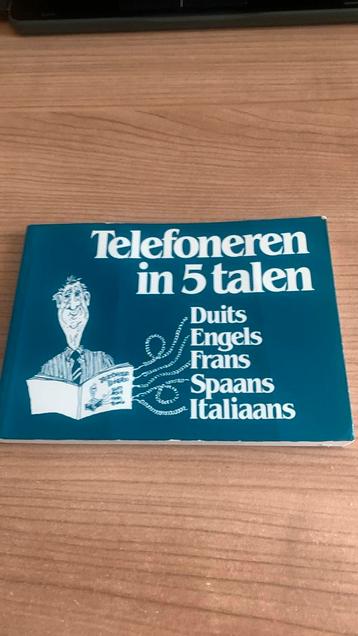 Telefoneren
in 5 talen
Duits
Engels
Frans
Spaans
Italiaans